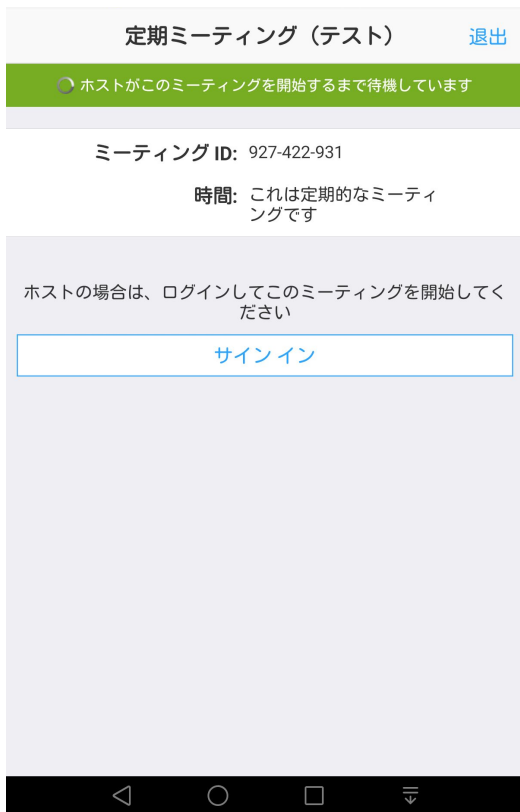 定期ミーティング（テスト）
退出
ホストがこのミーティングを開始するまで待機しています
ミーティング ID: 927-422-931
時間: これは定期的なミーティ
ングです
ホストの場合は、ログインしてこのミーティングを開始してく
ださい
サイン イン